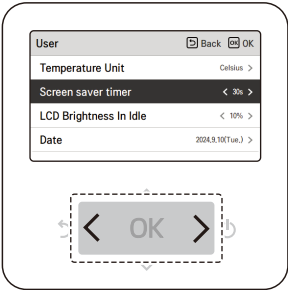 User Back OK OK
Temperature Unit Celsius >
Screen saver timer < 30s >
LCD Brightness In Idle < 10% >
Date 2024.9.10(Tue.) >
< OK >